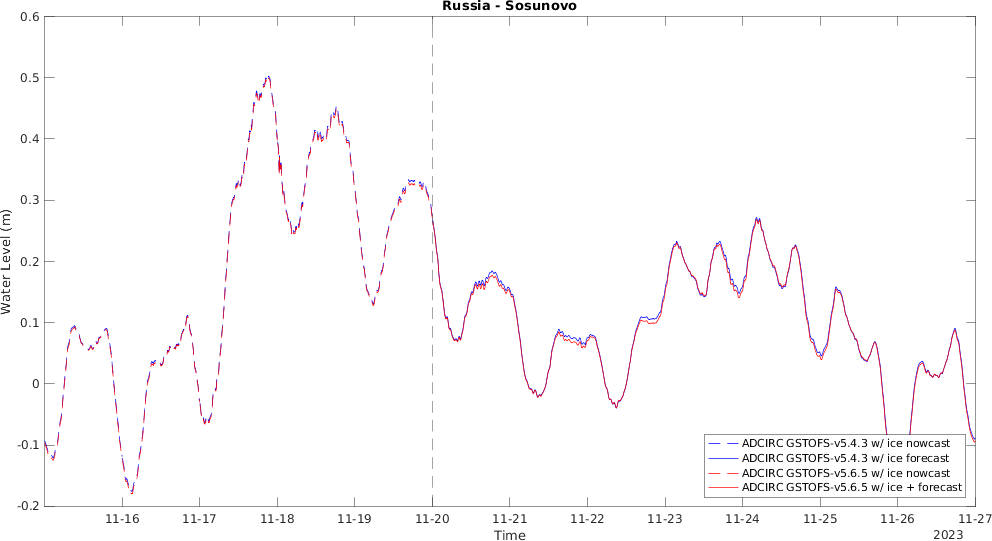 Russia - Sosunovo
0.6
0.5
0.4
0.3
0.2
0.1
0
-0.1
-0.2
Water Level (m)
ADCIRC GSTOFS-v5.4.3 w/ ice nowcast
ADCIRC GSTOFS-v5.4.3 w/ ice forecast
ADCIRC GSTOFS-v5.6.5 w/ ice nowcast
ADCIRC GSTOFS-v5.6.5 w/ ice + forecast
11-16 11-17 11-18 11-19 11-20 11-21 11-22 11-23 11-24 11-25 11-26 11-27
Time
2023